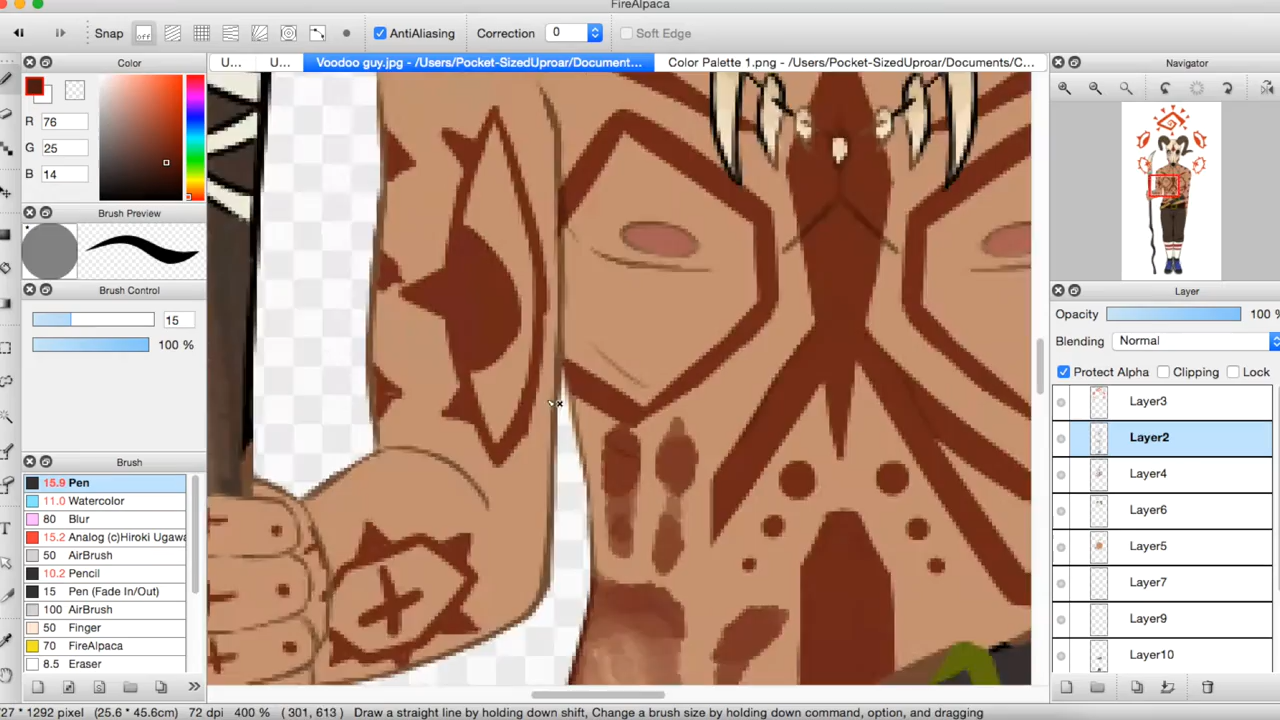 FireAlpaca
Snap off AntiAliasing Correction 0 Soft Edge
Color
U... U... Voodoo guy.jpg - /Users/Pocket-SizedUproar/Document... Color Palette 1.png - /Users/Pocket-SizedUproar/Documents/C...
Navigator
R 76
G 25
B 14
Brush Preview
Brush Control
15
100 %
Layer
Opacity 100 %
Blending Normal
Protect Alpha Clipping Lock
Layer3
Layer2
Layer4
Layer6
Layer5
Layer7
Layer9
Layer10
Brush
15.9 Pen
11.0 Watercolor
80 Blur
15.2 Analog (c)Hiroki Ugawa
50 AirBrush
10.2 Pencil
15 Pen (Fade In/Out)
100 AirBrush
50 Finger
70 FireAlpaca
8.5 Eraser
27 * 1292 pixel (25.6 * 45.6cm) 72 dpi 400 % ( 301, 613 ) Draw a straight line by holding down shift, Change a brush size by holding down command, option, and dragging